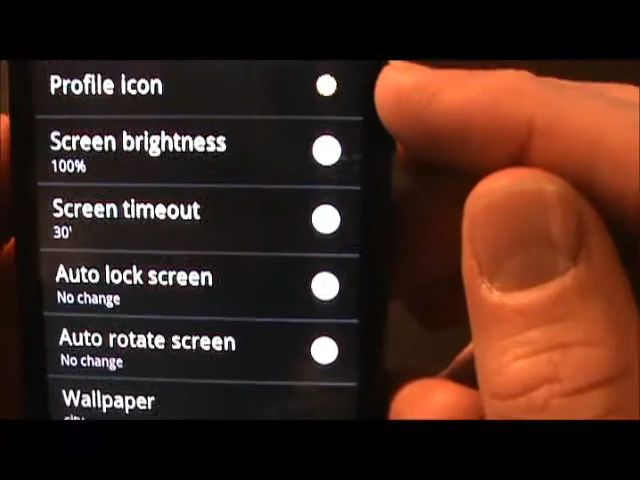 Profile icon
Screen brightness
100%
Screen timeout
30'
Auto lock screen
No change
Auto rotate screen
No change
Wallpaper